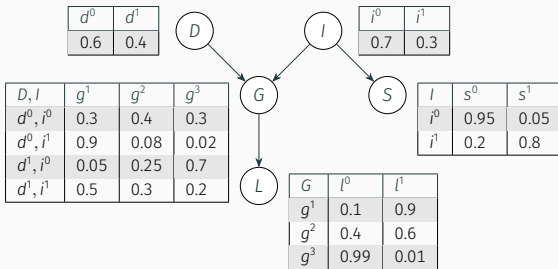 d⁰ d¹
0.6 0.4
D
I
i⁰ i¹
0.7 0.3
G
S
L
D, I g¹ g² g³
d⁰, i⁰ 0.3 0.4 0.3
d⁰, i¹ 0.9 0.08 0.02
d¹, i⁰ 0.05 0.25 0.7
d¹, i¹ 0.5 0.3 0.2
I s⁰ s¹
i⁰ 0.95 0.05
i¹ 0.2 0.8
G l⁰ l¹
g¹ 0.1 0.9
g² 0.4 0.6
g³ 0.99 0.01